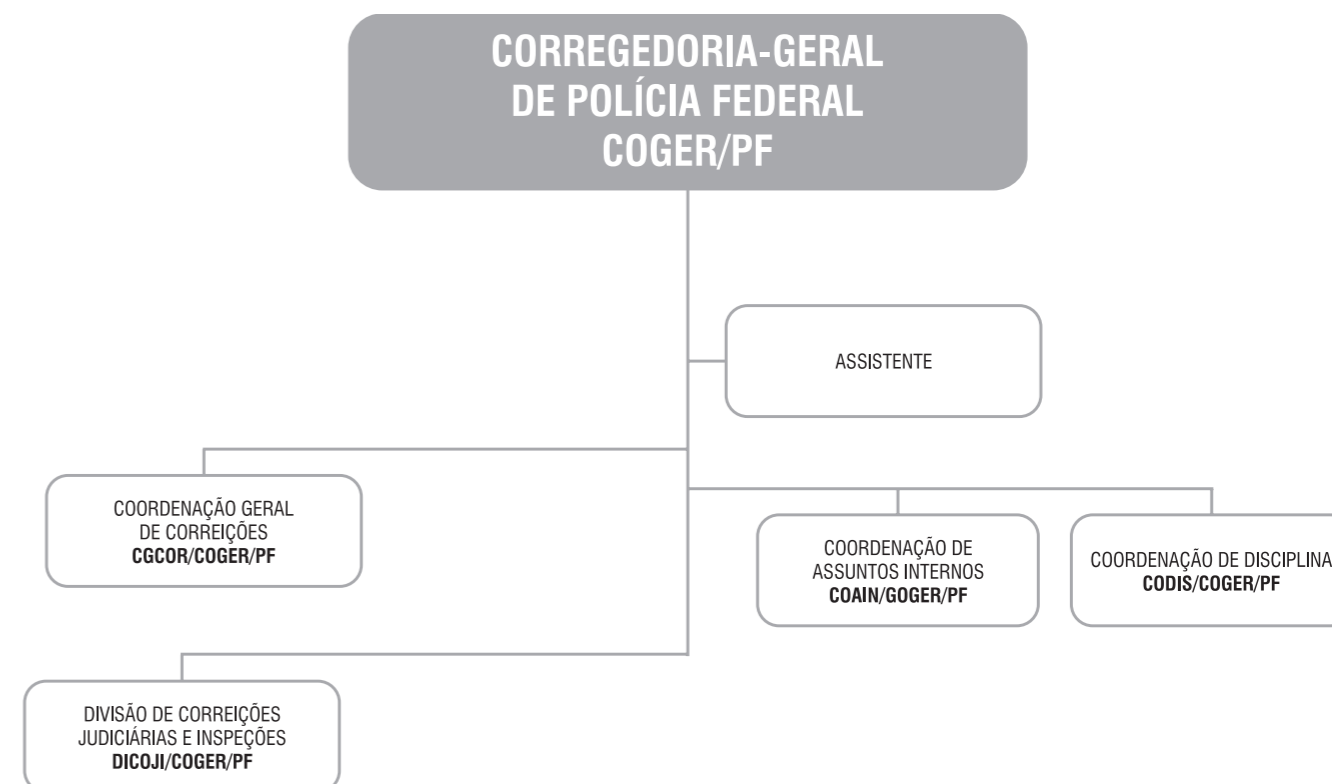 CORREGEDORIA-GERAL
DE POLÍCIA FEDERAL
COGER/PF
ASSISTENTE
COORDENAÇÃO GERAL
DE CORREIÇÕES
CGCOR/COGER/PF
COORDENAÇÃO DE
ASSUNTOS INTERNOS
COAIN/GOGER/PF
COORDENAÇÃO DE DISCIPLINA
CODIS/COGER/PF
DIVISÃO DE CORREIÇÕES
JUDICIÁRIAS E INSPEÇÕES
DICOJI/COGER/PF